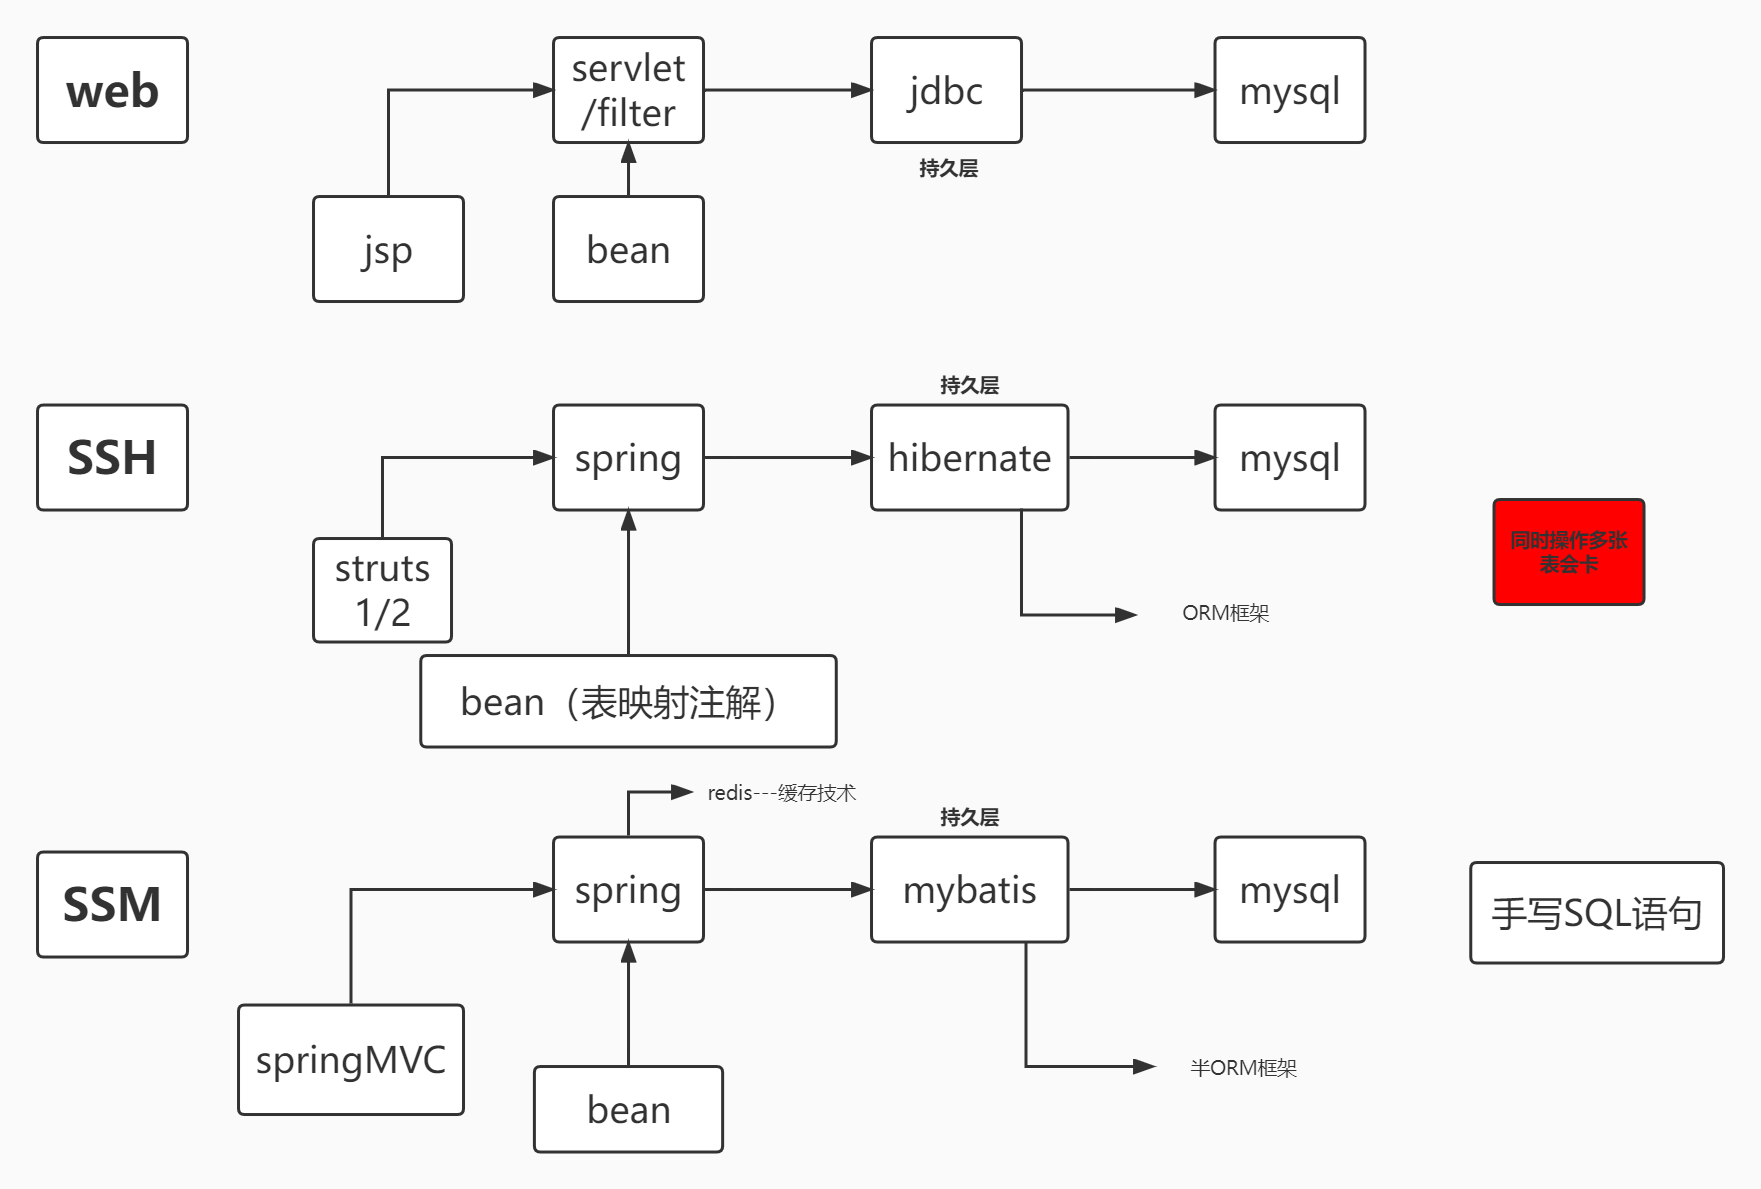 web
servlet
/filter
jdbc
mysql
持久层
jsp
bean
持久层
SSH
spring
hibernate
mysql
同时操作多张
表会卡
struts
1/2
ORM框架
bean（表映射注解）
redis---缓存技术
持久层
SSM
spring
mybatis
mysql
手写SQL语句
springMVC
半ORM框架
bean